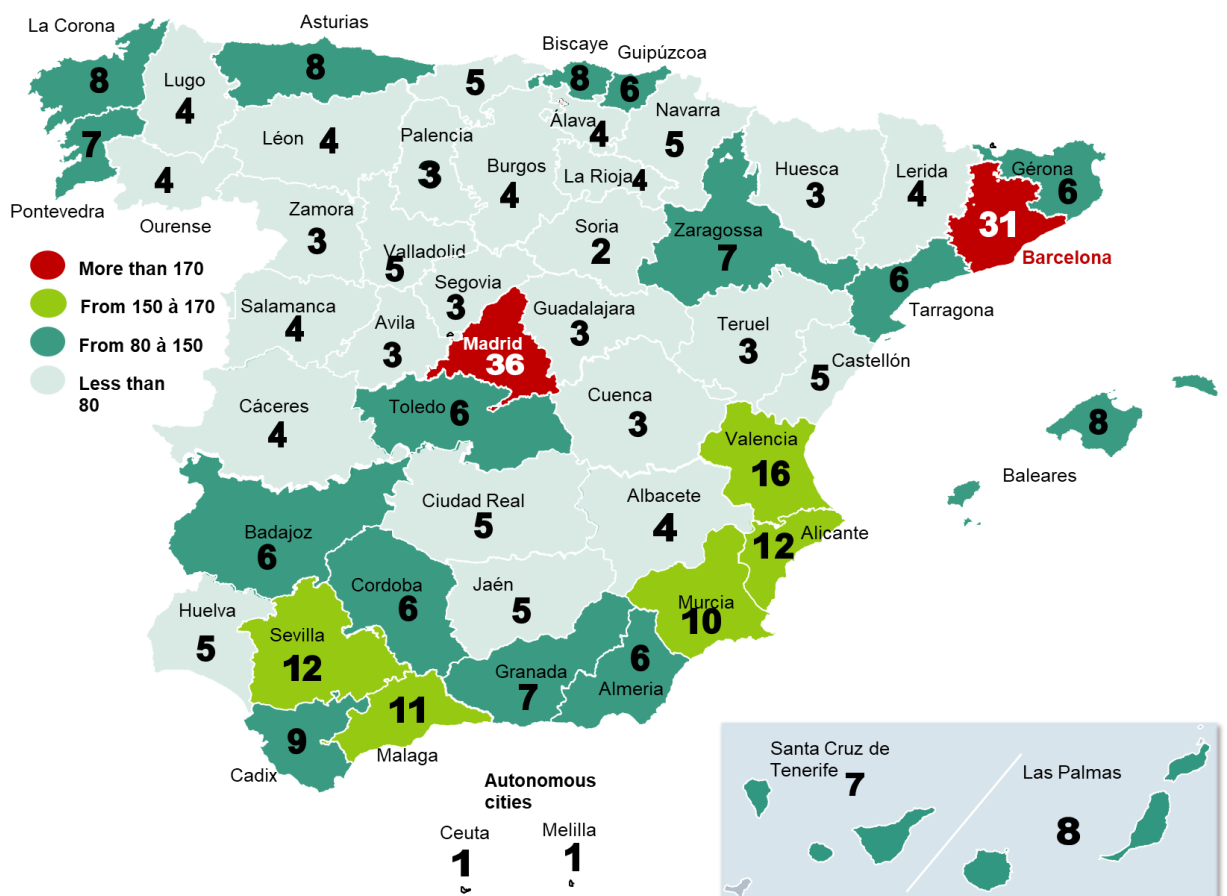 La Corona
Asturias
Biscaye
Guipúzcoa
8
Lugo
4
8
5
8
6
7
Léon
4
Palencia
3
Burgos
4
Álava
4
Navarra
5
La Rioja
4
Huesca
3
Lerida
4
Gérona
6
4
Pontevedra
Ourense
Zamora
3
Valladolid
5
Soria
2
Zaragossa
7
31
Barcelona
6
Tarragona
More than 170
From 150 à 170
From 80 à 150
Less than
80
Salamanca
4
Avila
3
Segovia
3
Madrid
36
Guadalajara
3
Teruel
3
5
Castellón
Cáceres
4
Toledo
6
Cuenca
3
Valencia
16
8
Baleares
Badajoz
6
Ciudad Real
5
Albacete
4
12
Alicante
Huelva
5
Sevilla
12
Cordoba
6
Jaén
5
Murcia
10
Granada
7
6
Almeria
9
Cadix
11
Malaga
Autonomous
cities
Ceuta
1
Melilla
1
Santa Cruz de
Tenerife
7
Las Palmas
8